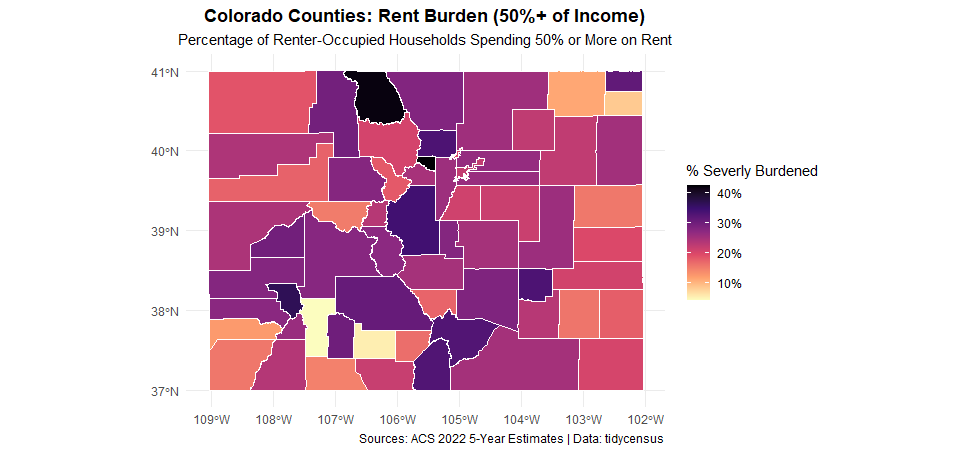 Colorado Counties: Rent Burden (50%+ of Income)
Percentage of Renter-Occupied Households Spending 50% or More on Rent
41°N
40°N
39°N
38°N
37°N
109°W
108°W
107°W
106°W
105°W
104°W
103°W
102°W
% Severly Burdened
40%
30%
20%
10%
Sources: ACS 2022 5-Year Estimates | Data: tidycensus